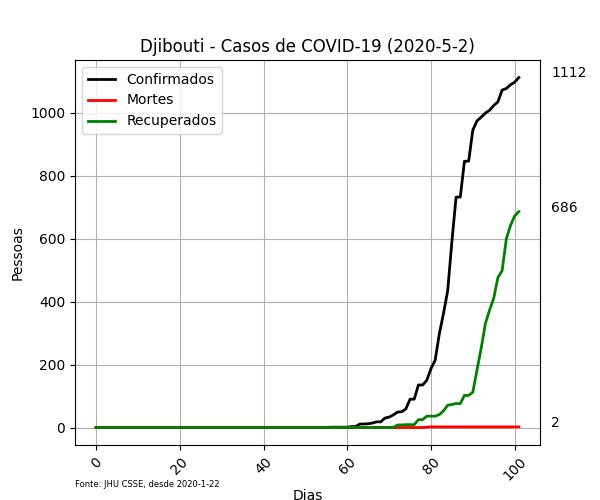 Djibouti - Casos de COVID-19 (2020-5-2)
Confirmados
Mortes
Recuperados
1112
686
2
Pessoas
1000
800
600
400
200
0
0
20
40
60
80
100
Dias
Fonte: JHU CSSE, desde 2020-1-22